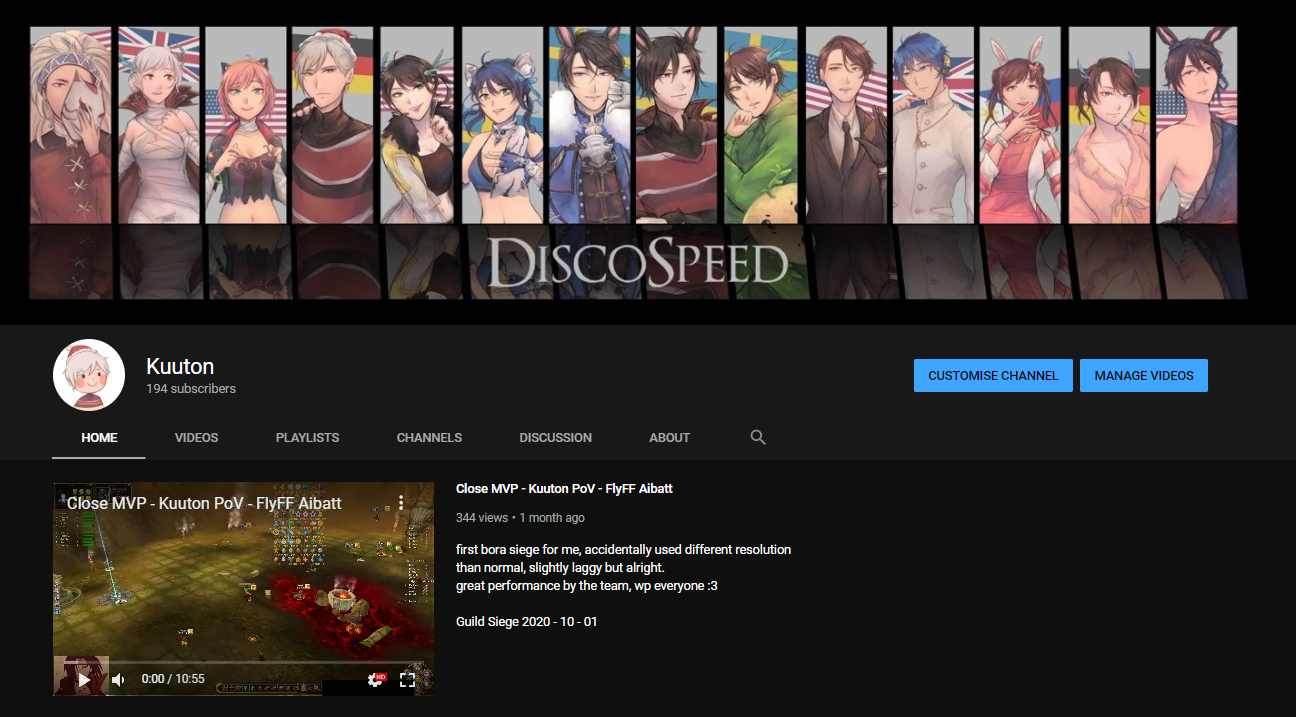 DISCOSPEED
Kuuton
194 subscribers
CUSTOMISE CHANNEL
MANAGE VIDEOS
HOME
VIDEOS
PLAYLISTS
CHANNELS
DISCUSSION
ABOUT
Close MVP - Kuuton PoV - FlyFF Aibatt
0:00 / 10:55
HD
Close MVP - Kuuton PoV - FlyFF Aibatt
344 views • 1 month ago
first bora siege for me, accidentally used different resolution
than normal, slightly laggy but alright.
great performance by the team, wp everyone :3
Guild Siege 2020 - 10 - 01